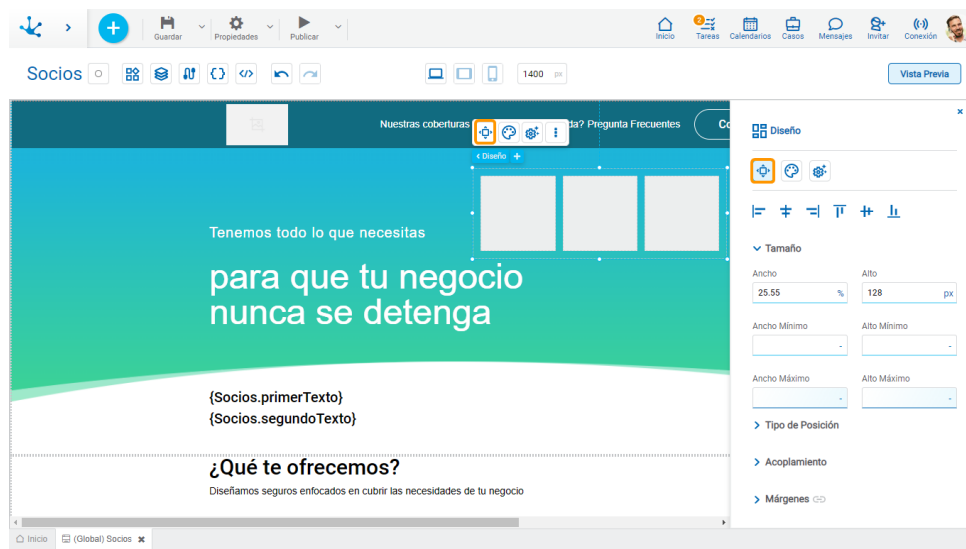 Guardar
Propiedades
Publicar
Inicio
2
Tareas
Calendarios
Casos
Mensajes
Invitar
Conexión
Socios
1400 px
Vista Previa
Nuestras coberturas
da? Pregunta Frecuentes
Co
Diseño
Tenemos todo lo que necesitas
para que tu negocio
nunca se detenga
{Socios.primerTexto}
{Socios.segundoTexto}
¿Qué te ofrecemos?
Diseñamos seguros enfocados en cubrir las necesidades de tu negocio
Diseño
Tamaño
Ancho Alto
25.55 % 128 px
Ancho Mínimo Alto Mínimo
- -
Ancho Máximo Alto Máximo
- -
Tipo de Posición
Acoplamiento
Márgenes
Inicio
(Global) Socios